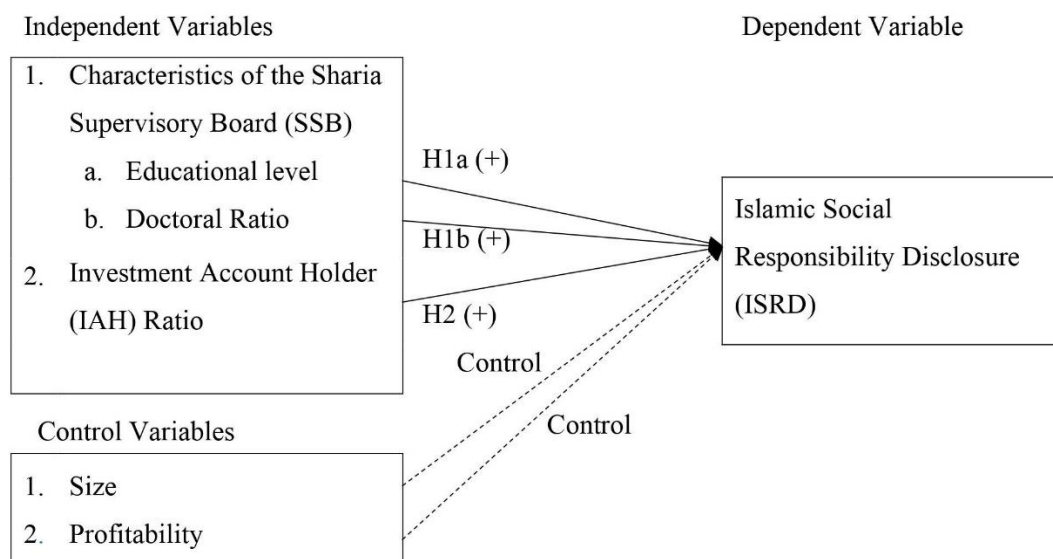 Independent Variables
Dependent Variable
1. Characteristics of the Sharia
Supervisory Board (SSB)
a. Educational level
b. Doctoral Ratio
2. Investment Account Holder
(IAH) Ratio
H1a (+)
H1b (+)
H2 (+)
Control
Control
Islamic Social
Responsibility Disclosure
(ISRD)
Control Variables
1. Size
2. Profitability